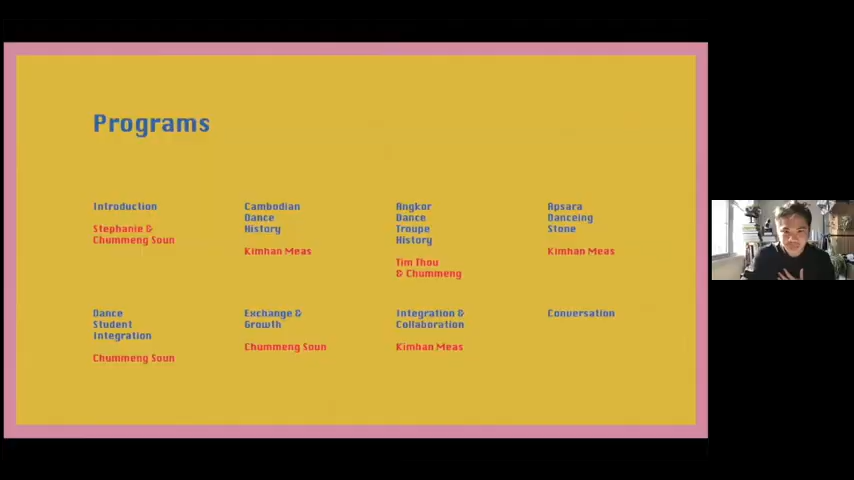 Programs
Introduction
Stephanie &
Chummeng Soun
Cambodian
Dance
History
Kimhan Meas
Angkor
Dance
Troupe
History
Tim Thou
& Chummeng
Apsara
Danceing
Stone
Kimhan Meas
Dance
Student
Integration
Chummeng Soun
Exchange &
Growth
Chummeng Soun
Integration &
Collaboration
Kimhan Meas
Conversation